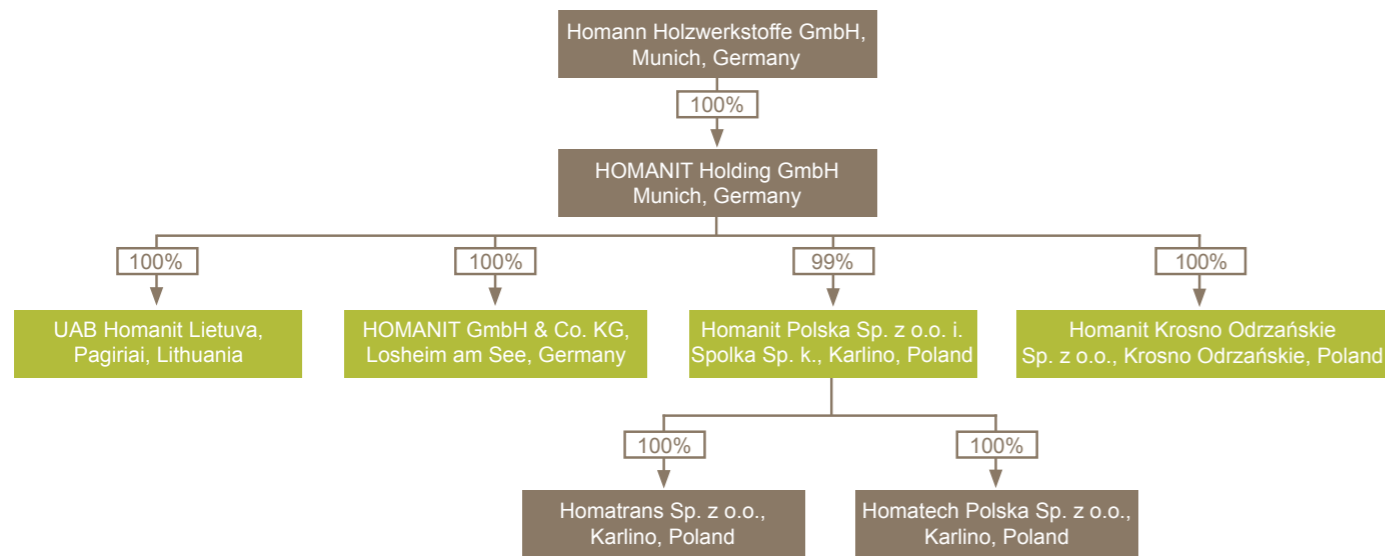 Homann Holzwerkstoffe GmbH,
Munich, Germany
100%
HOMANIT Holding GmbH
Munich, Germany
100%
100%
99%
100%
UAB Homanit Lietuva,
Pagiriai, Lithuania
HOMANIT GmbH & Co. KG,
Losheim am See, Germany
Homanit Polska Sp. z o.o. i.
Spolka Sp. k., Karlino, Poland
Homanit Krosno Odrzańskie
Sp. z o.o., Krosno Odrzańskie, Poland
100%
100%
Homatrans Sp. z o.o.,
Karlino, Poland
Homatech Polska Sp. z o.o.,
Karlino, Poland